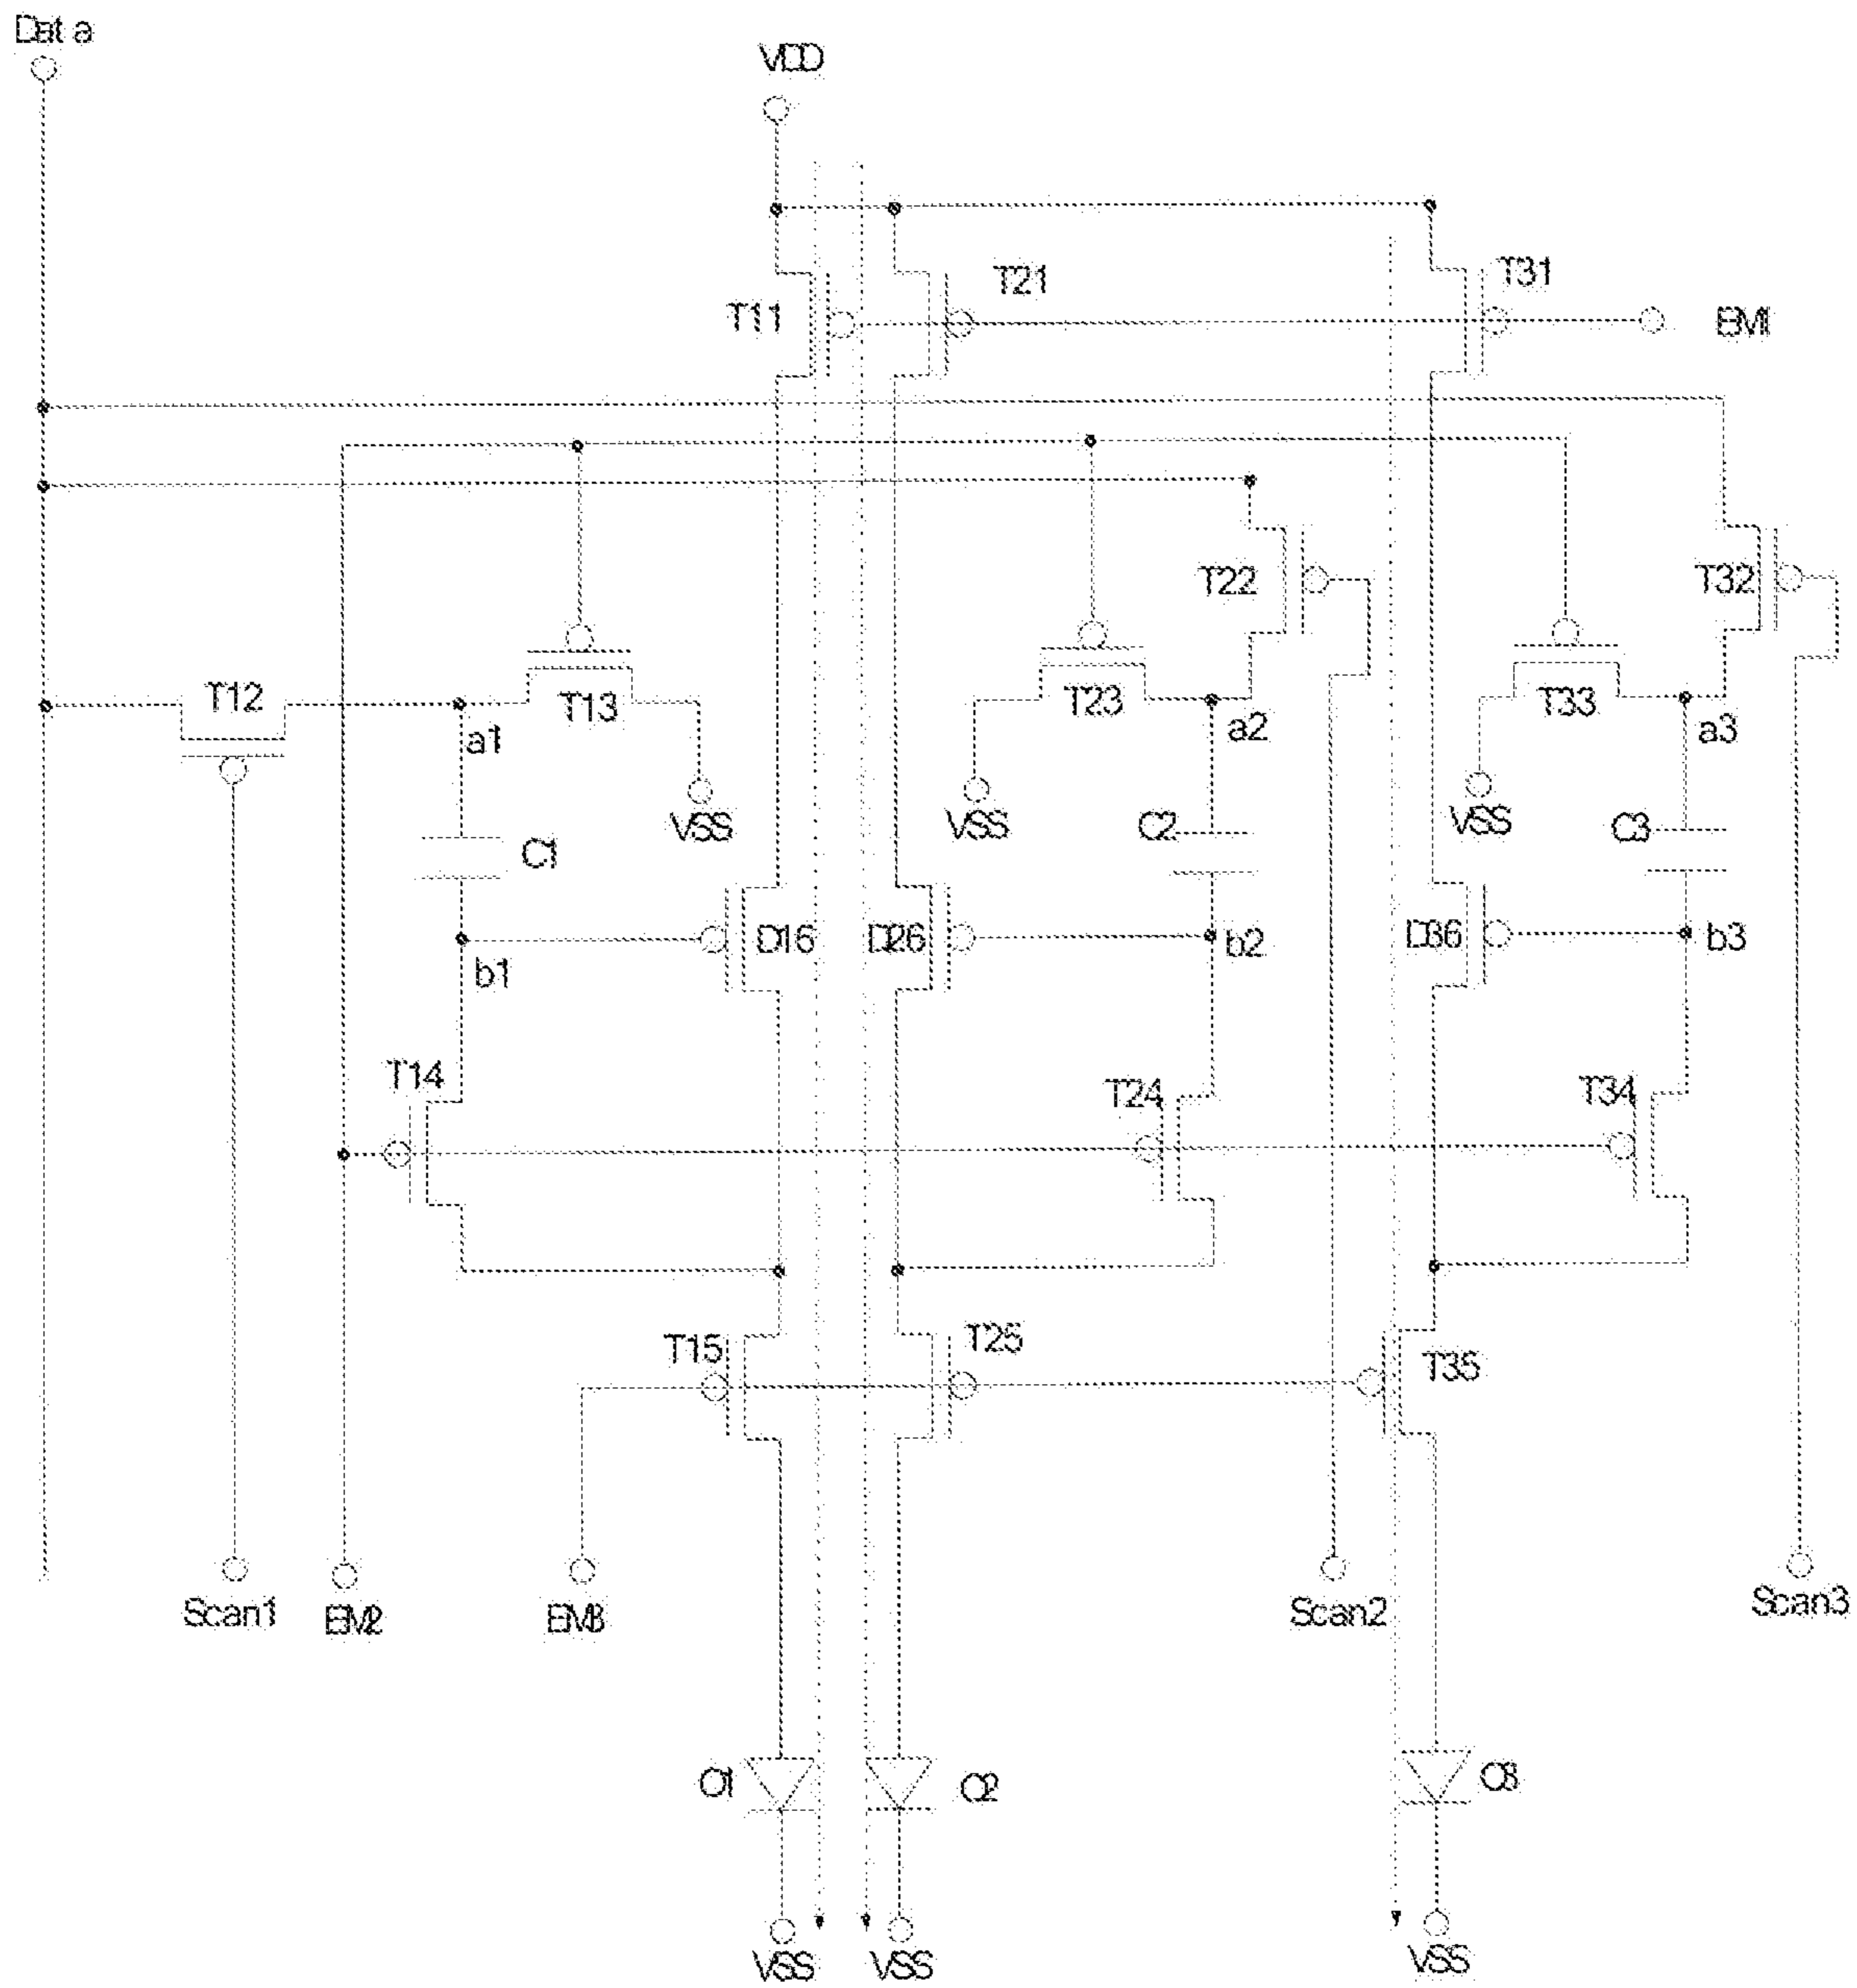 Data
VDD
T11
T21
T31
EM1
T22
T32
T12
T13
T23
T33
a1
a2
a3
VSS
VSS
VSS
C1
C2
C3
D16
D26
D36
b1
b2
b3
T14
T24
T34
T15
T25
T35
Scan1
EM2
EM3
Scan2
Scan3
O1
O2
O3
VSS
VSS
VSS